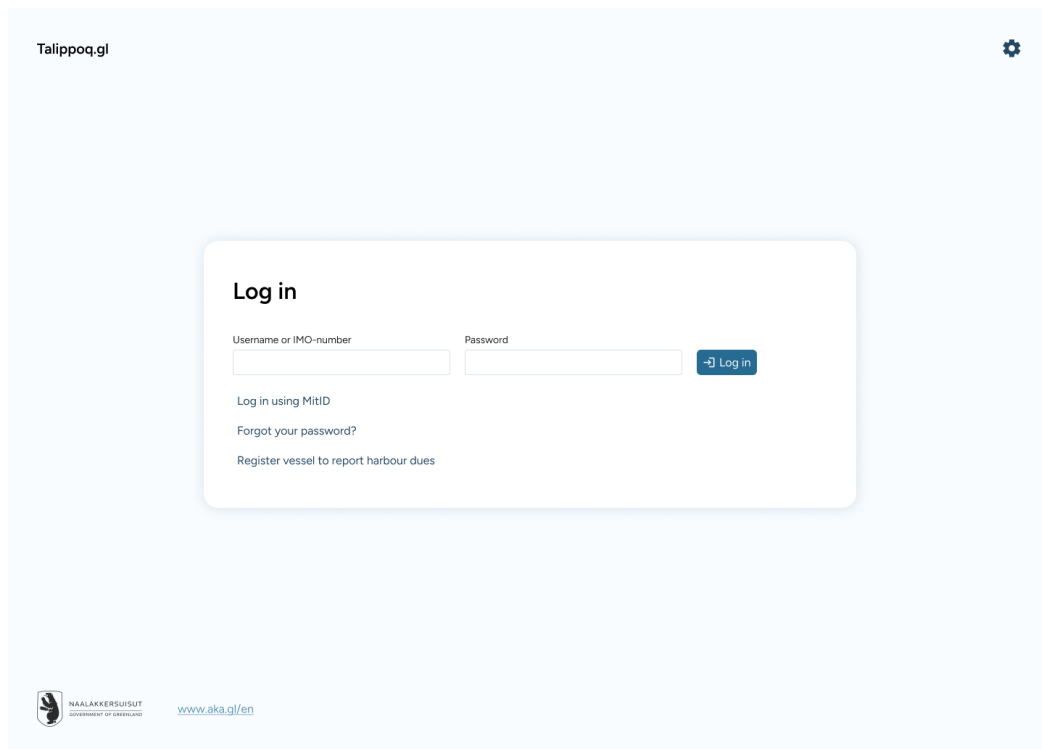 Talippoq.gl
Log in
Username or IMO-number
Password
Log in
Log in using MitID
Forgot your password?
Register vessel to report harbour dues
NAALAKKERSUISUT
GOVERNMENT OF GREENLAND
www.aka.gl/en